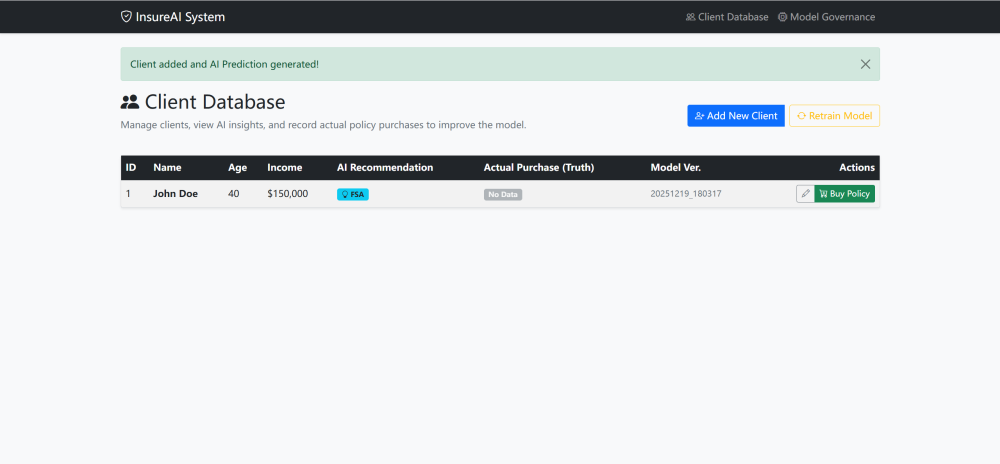 InsureAI System Client Database Model Governance
Client added and AI Prediction generated!
Client Database
Manage clients, view AI insights, and record actual policy purchases to improve the model.
Add New Client Retrain Model
ID Name Age Income AI Recommendation Actual Purchase (Truth) Model Ver. Actions
1 John Doe 40 $150,000 FSA No Data 20251219_180317 Buy Policy